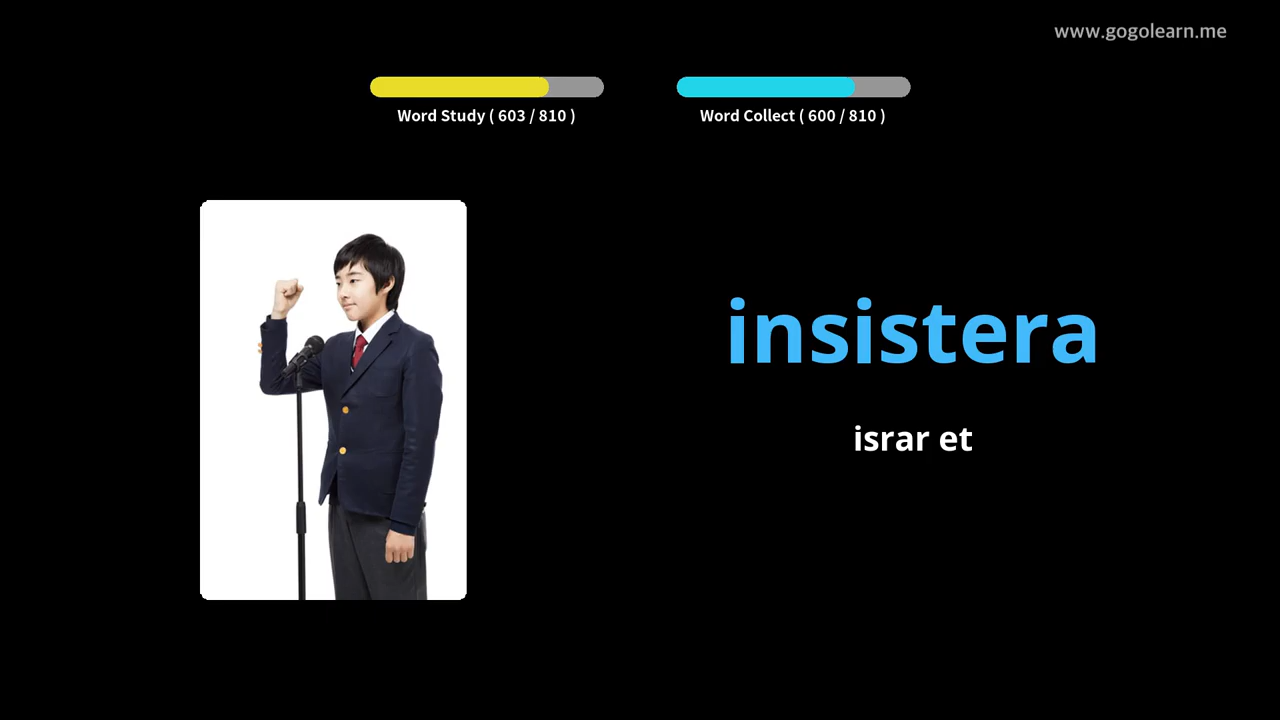 www.gogolearn.me
Word Study ( 603 / 810 )
Word Collect ( 600 / 810 )
insistera
israr et